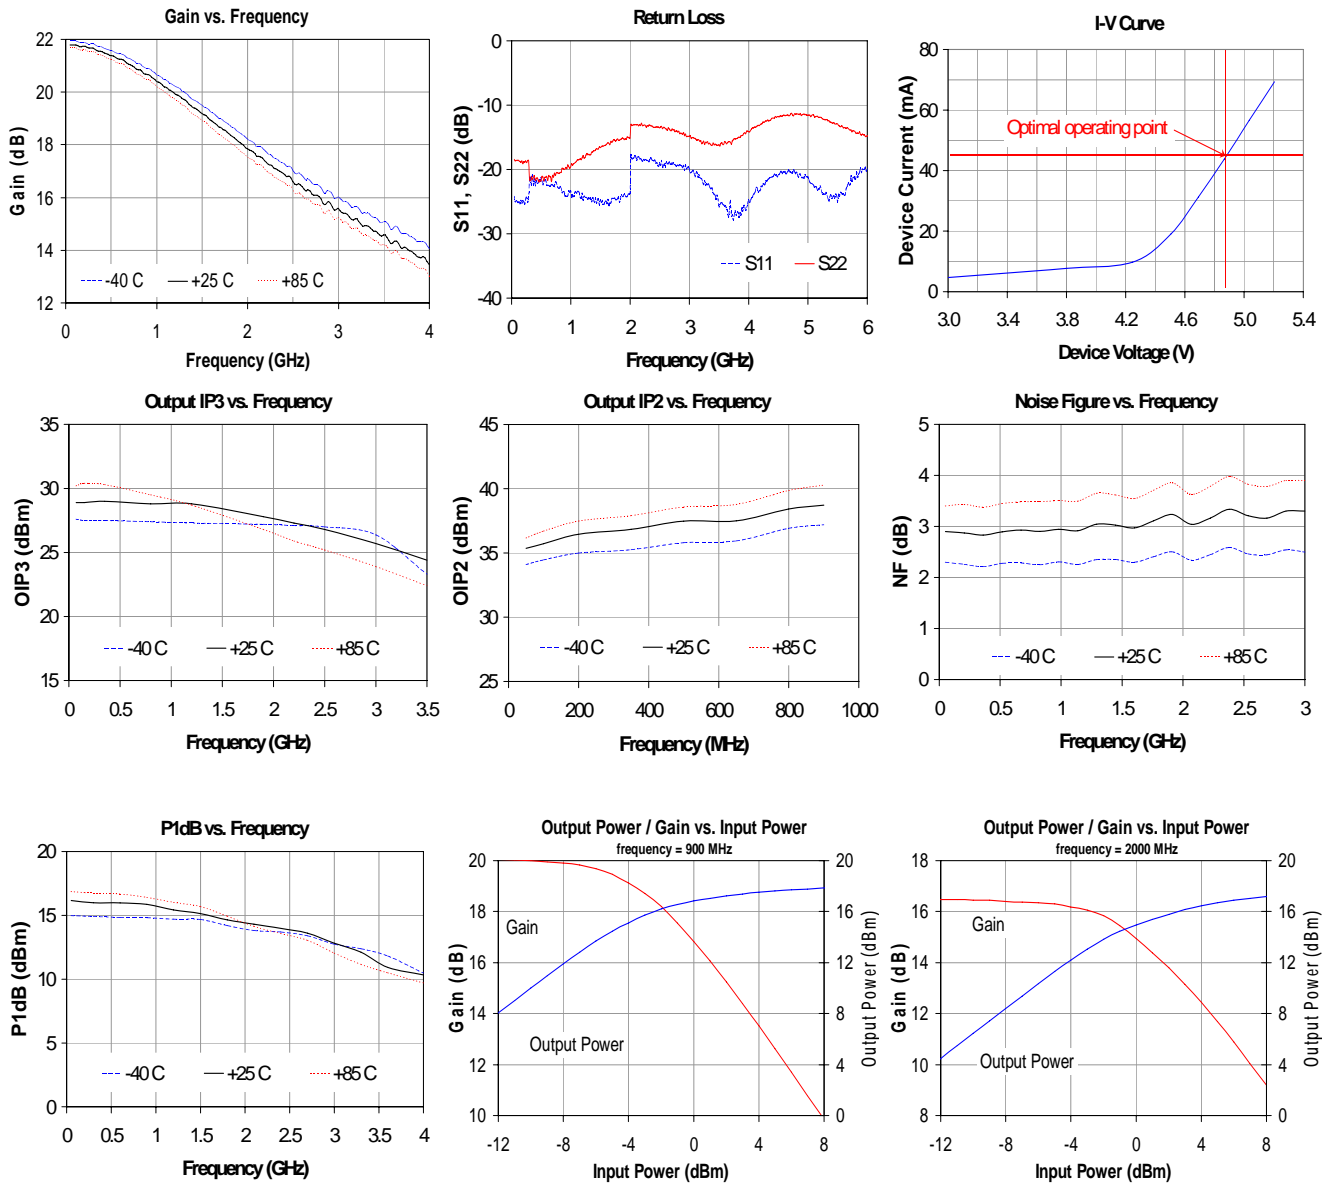 Gain vs. Frequency
Gain (dB)
22
20
18
16
14
12
-40 C
+25 C
+85 C
0 1 2 3 4
Frequency (GHz)
Return Loss
S11, S22 (dB)
0
-10
-20
-30
-40
S11
S22
0 1 2 3 4 5 6
Frequency (GHz)
I-V Curve
Device Current (mA)
80
60
40
20
0
Optimal operating point
3.0 3.4 3.8 4.2 4.6 5.0 5.4
Device Voltage (V)
Output IP3 vs. Frequency
OIP3 (dBm)
35
30
25
20
15
-40 C
+25 C
+85 C
0 0.5 1 1.5 2 2.5 3 3.5
Frequency (GHz)
Output IP2 vs. Frequency
OIP2 (dBm)
45
40
35
30
25
-40 C
+25 C
+85 C
0 200 400 600 800 1000
Frequency (MHz)
Noise Figure vs. Frequency
NF (dB)
5
4
3
2
1
0
-40 C
+25 C
+85 C
0 0.5 1 1.5 2 2.5 3
Frequency (GHz)
P1dB vs. Frequency
P1dB (dBm)
20
15
10
5
0
-40 C
+25 C
+85 C
0 0.5 1 1.5 2 2.5 3 3.5 4
Frequency (GHz)
Output Power / Gain vs. Input Power
frequency = 900 MHz
Gain (dB)
20
18
16
14
12
10
Gain
Output Power
20
16
12
8
4
0
Output Power (dBm)
-12 -8 -4 0 4 8
Input Power (dBm)
Output Power / Gain vs. Input Power
frequency = 2000 MHz
Gain (dB)
18
16
14
12
10
8
Gain
Output Power
20
16
12
8
4
0
Output Power (dBm)
-12 -8 -4 0 4 8
Input Power (dBm)